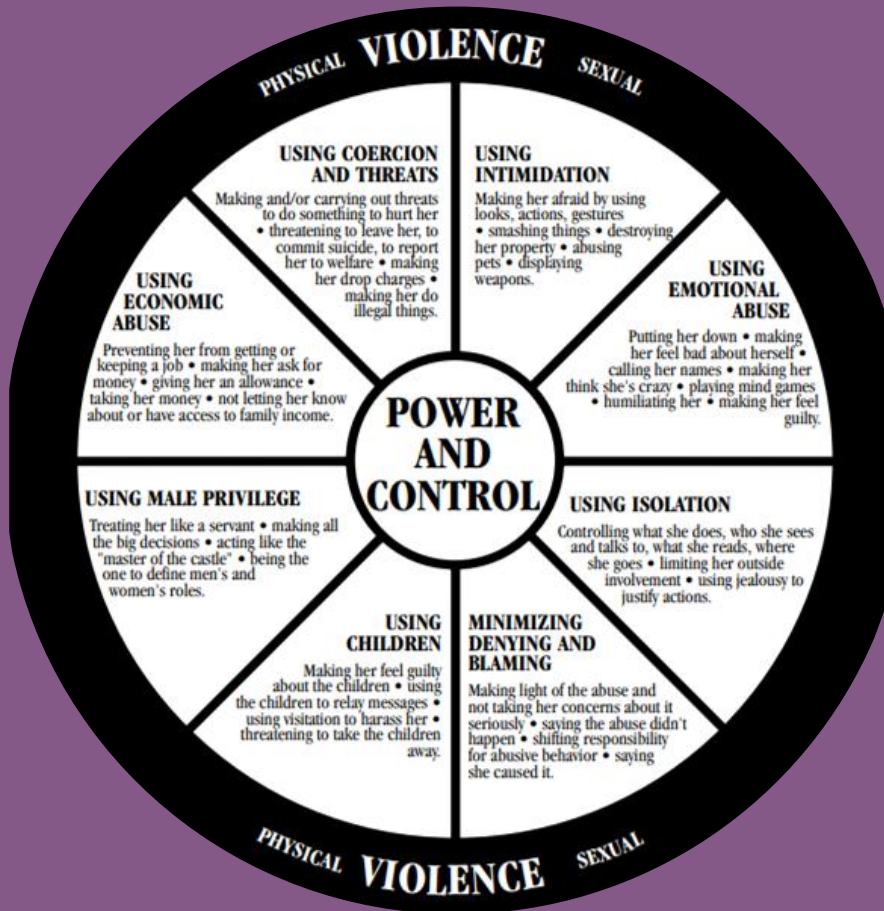 PHYSICAL VIOLENCE SEXUAL
USING COERCION
AND THREATS
Making and/or carrying out threats
to do something to hurt her
• threatening to leave her, to
commit suicide, to report
her to welfare • making
her drop charges •
making her do
illegal things.
USING
INTIMIDATION
Making her afraid by using
looks, actions, gestures
• smashing things • destroying
her property • abusing
pets • displaying
weapons.
USING
EMOTIONAL
ABUSE
Putting her down • making
her feel bad about herself •
calling her names • making her
think she's crazy • playing mind games
• humiliating her • making her feel
guilty.
USING ISOLATION
Controlling what she does, who she sees
and talks to, what she reads, where
she goes • limiting her outside
involvement • using jealousy to
justify actions.
MINIMIZING
DENYING AND
BLAMING
Making light of the abuse and
not taking her concerns about it
seriously • saying the abuse didn't
happen • shifting responsibility
for abusive behavior • saying
she caused it.
USING
CHILDREN
Making her feel guilty
about the children • using
the children to relay messages •
using visitation to harass her •
threatening to take the children
away.
USING MALE PRIVILEGE
Treating her like a servant • making all
the big decisions • acting like the
"master of the castle" • being the
one to define men's and
women's roles.
USING
ECONOMIC
ABUSE
Preventing her from getting or
keeping a job • making her ask for
money • giving her an allowance •
taking her money • not letting her know
about or have access to family income.
POWER
AND
CONTROL
PHYSICAL VIOLENCE SEXUAL